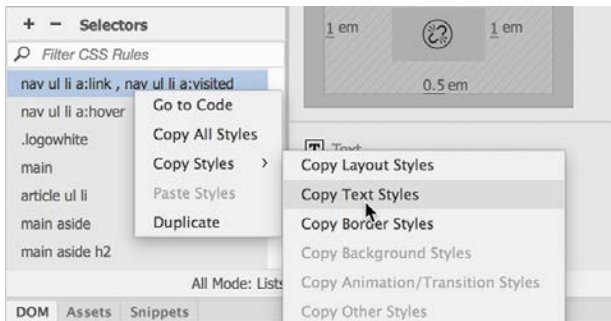 + − Selectors
Filter CSS Rules
nav ul li a:link , nav ul li a:visited
nav ul li a:hover
.logowhite
main
article ul li
main aside
main aside h2
All Mode: Lists
DOM Assets Snippets
Go to Code
Copy All Styles
Copy Styles >
Paste Styles
Duplicate
Copy Layout Styles
Copy Text Styles
Copy Border Styles
Copy Background Styles
Copy Animation/Transition Styles
Copy Other Styles
1 em
1 em
0.5 em
T Text